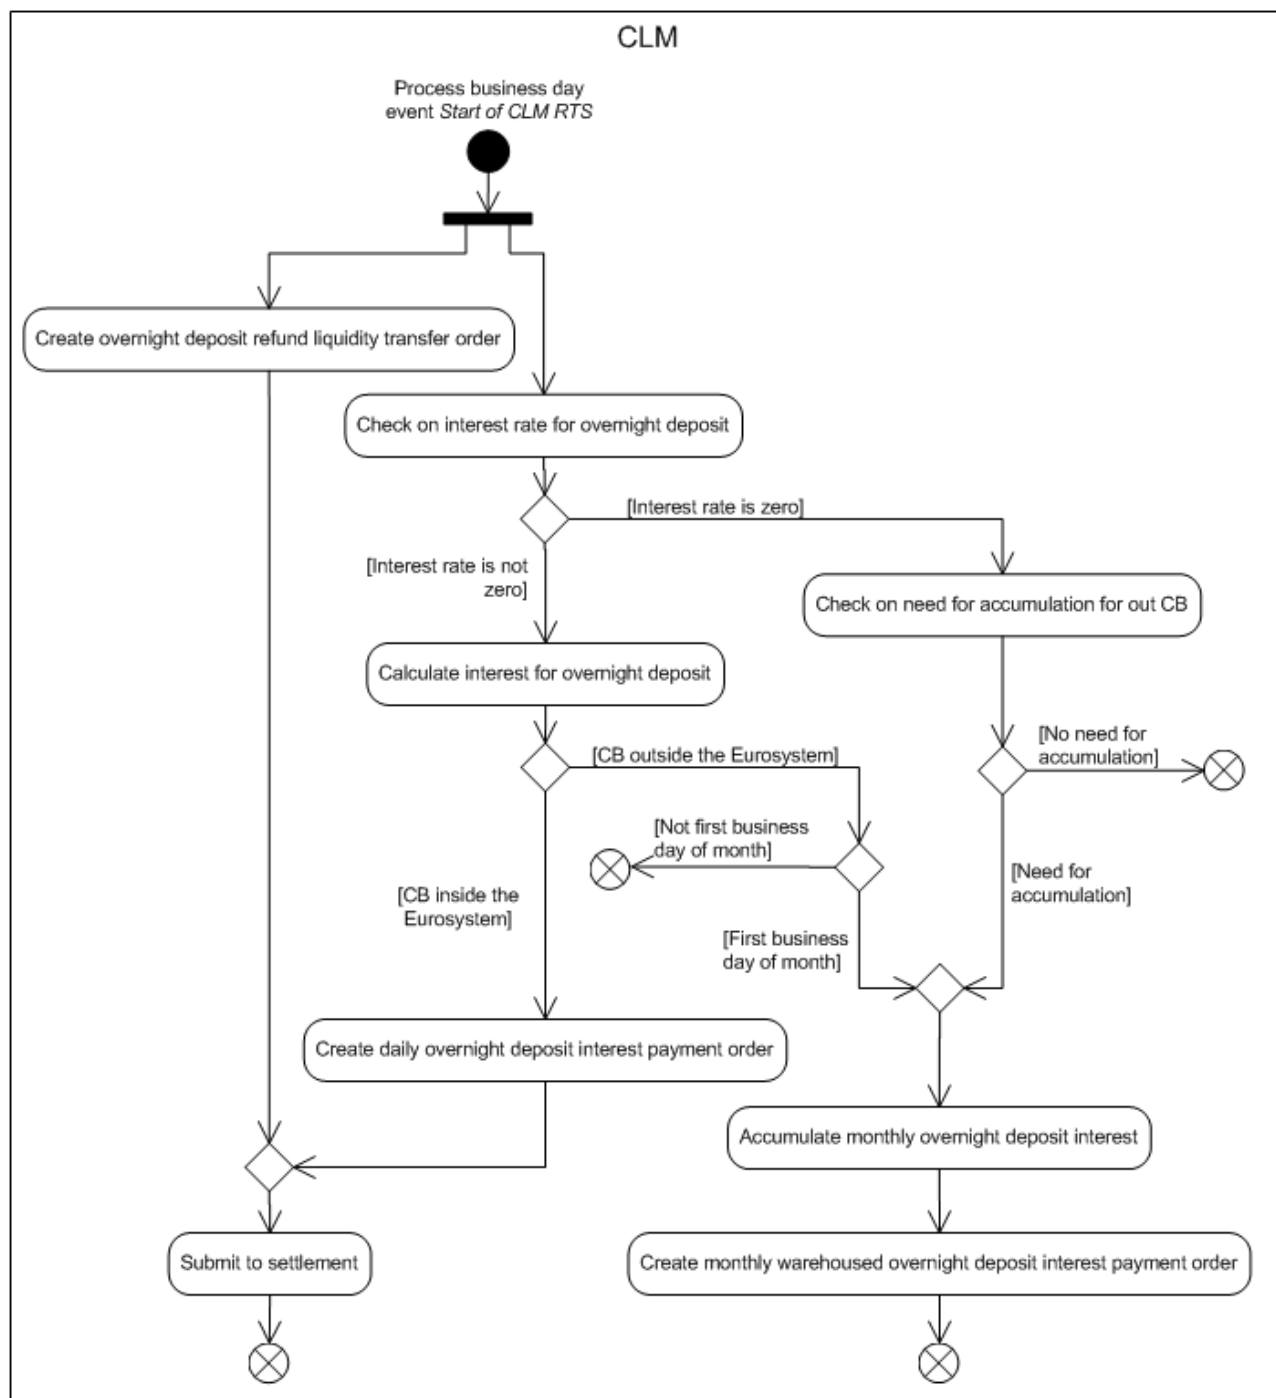 CLM
Process business day
event Start of CLM RTS
Create overnight deposit refund liquidity transfer order
Check on interest rate for overnight deposit
[Interest rate is zero]
[Interest rate is not
zero]
Check on need for accumulation for out CB
Calculate interest for overnight deposit
[CB outside the Eurosystem]
[No need for
accumulation]
[Not first business
day of month]
[CB inside the
Eurosystem]
[Need for
accumulation]
[First business
day of month]
Create daily overnight deposit interest payment order
Accumulate monthly overnight deposit interest
Submit to settlement
Create monthly warehoused overnight deposit interest payment order